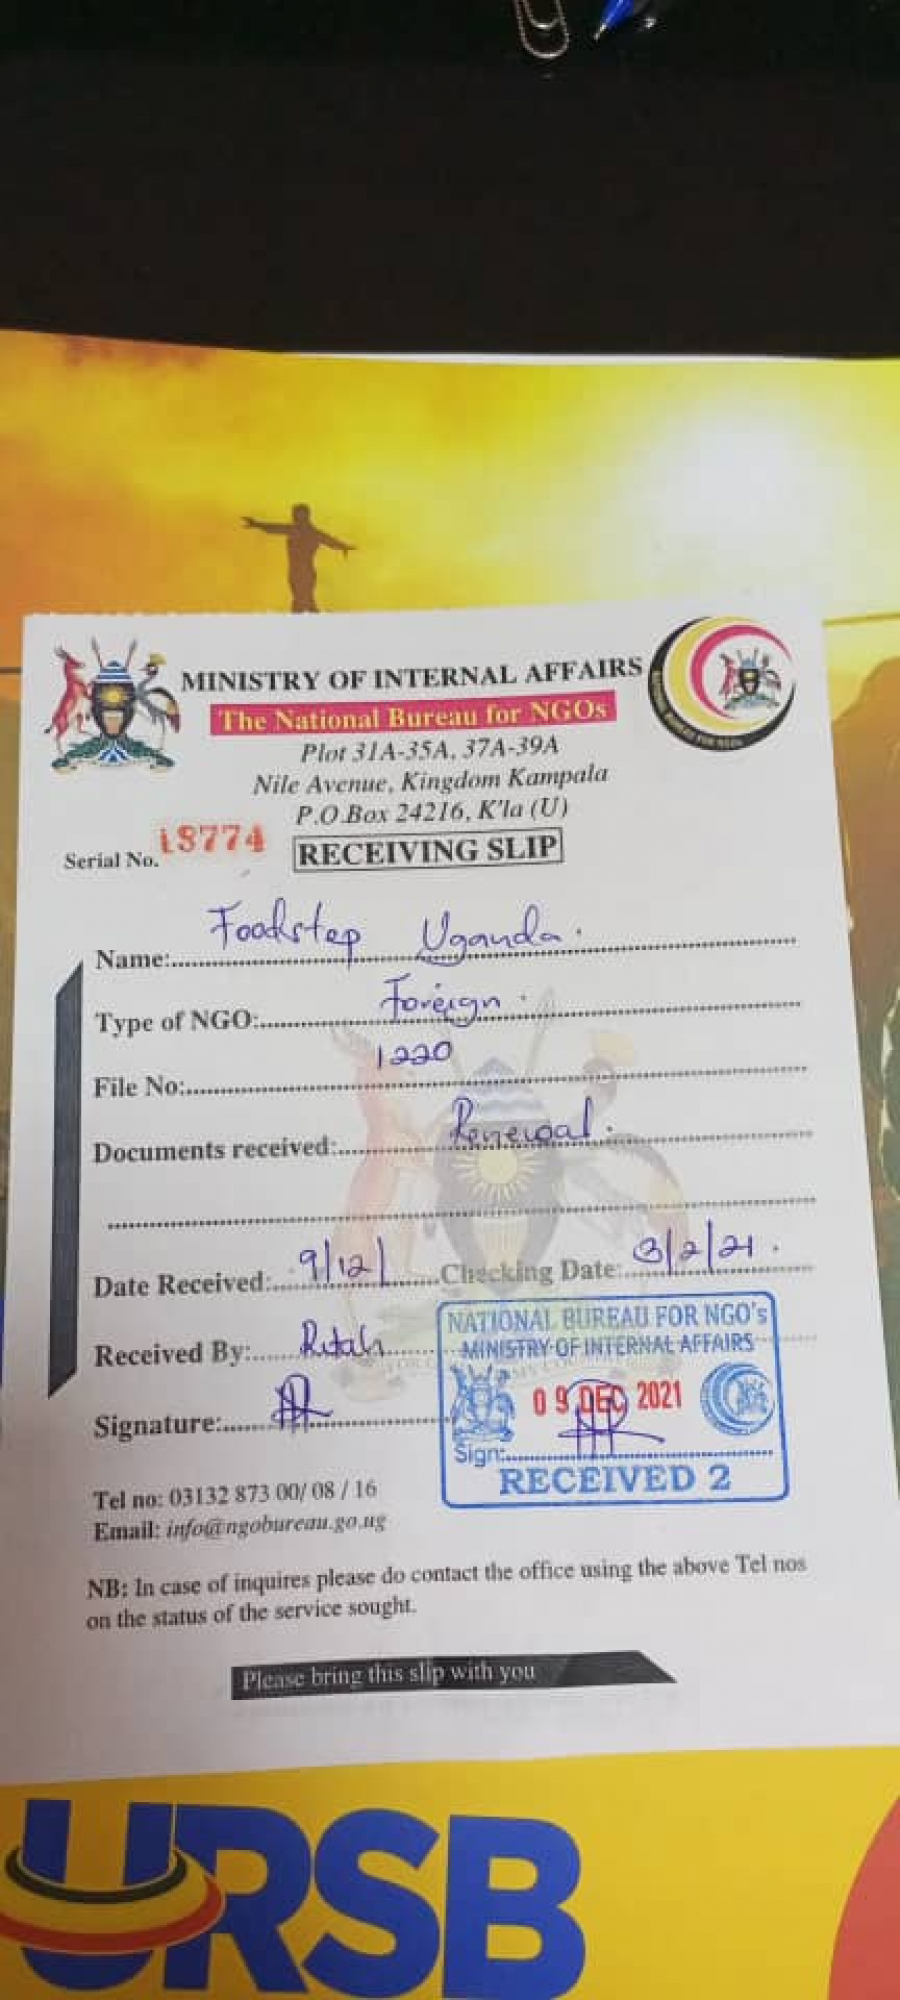 MINISTRY OF INTERNAL AFFAIRS
The National Bureau for NGOs
Plot 31A-35A, 37A-39A
Nile Avenue, Kingdom Kampala
P.O.Box 24216, K'la (U)
Serial No. 18774
RECEIVING SLIP
Name: Foodstep Uganda.
Type of NGO: Foreign.
File No: 1220
Documents received: Renewal.
Date Received: 9/12/ Checking Date: 3/2/21.
Received By: Ritah
Signature:
NATIONAL BUREAU FOR NGO's
MINISTRY OF INTERNAL AFFAIRS
09 DEC 2021
Sign:
RECEIVED 2
Tel no: 03132 873 00/ 08 / 16
Email: info@ngobureau.go.ug
NB: In case of inquires please do contact the office using the above Tel nos
on the status of the service sought.
Please bring this slip with you
URSB